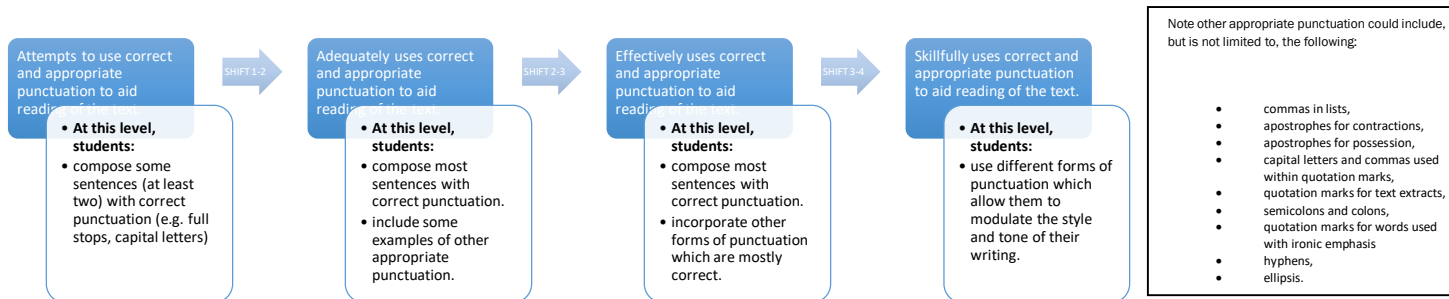 Attempts to use correct
and appropriate
punctuation to aid
reading of the text.
• At this level,
students:
• compose some
sentences (at least
two) with correct
punctuation (e.g. full
stops, capital letters)
SHIFT 1-2
Adequately uses correct
and appropriate
punctuation to aid
reading of the text.
• At this level,
students:
• compose most
sentences with
correct punctuation.
• include some
examples of other
appropriate
punctuation.
SHIFT 2-3
Effectively uses correct
and appropriate
punctuation to aid
reading of the text.
• At this level,
students:
• compose most
sentences with
correct punctuation.
• incorporate other
forms of punctuation
which are mostly
correct.
SHIFT 3-4
Skillfully uses correct and
appropriate punctuation
to aid reading of the text.
• At this level,
students:
• use different forms of
punctuation which
allow them to
modulate the style
and tone of their
writing.
Note other appropriate punctuation could include,
but is not limited to, the following:
• commas in lists,
• apostrophes for contractions,
• apostrophes for possession,
• capital letters and commas used
within quotation marks,
• quotation marks for text extracts,
• semicolons and colons,
• quotation marks for words used
with ironic emphasis
• hyphens,
• ellipsis.